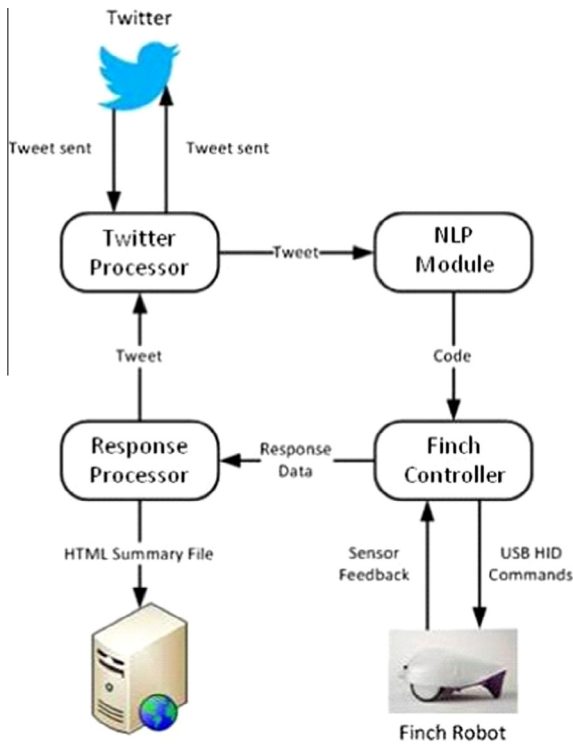 Twitter
Tweet sent
Tweet sent
Twitter
Processor
Tweet
NLP
Module
Tweet
Code
Response
Processor
Response
Data
Finch
Controller
HTML Summary File
Sensor
Feedback
USB HID
Commands
Finch Robot